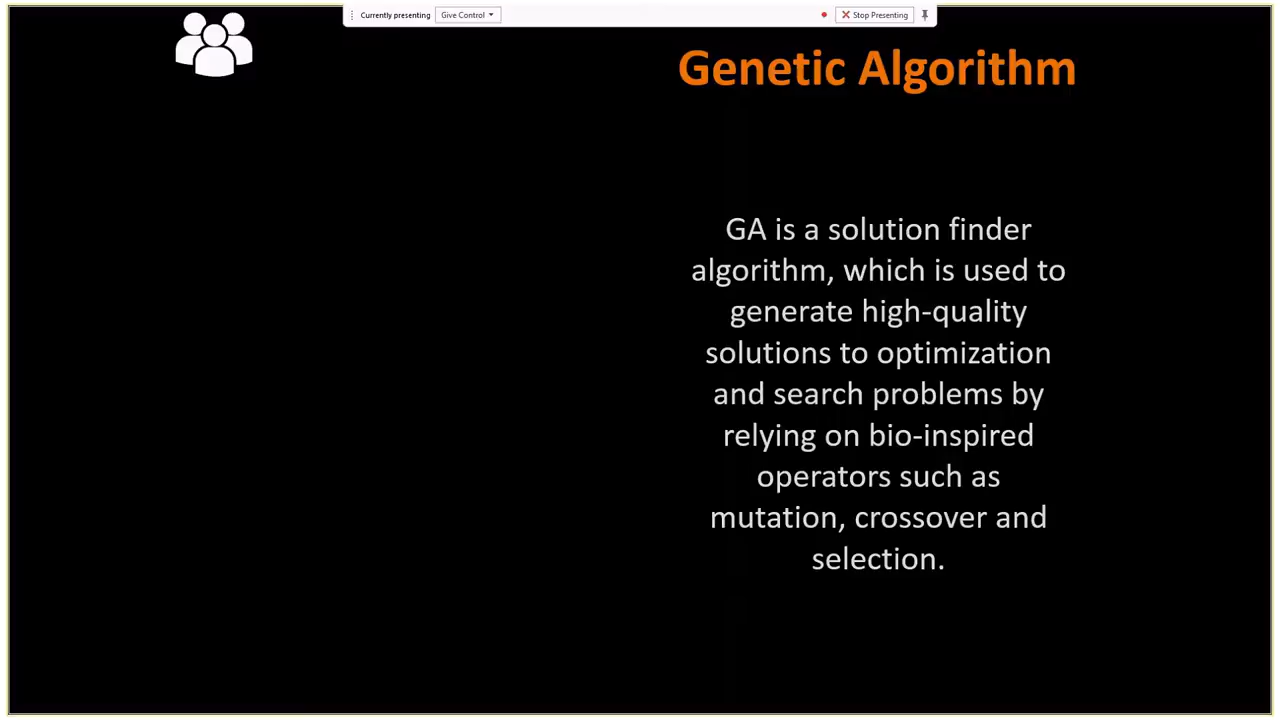 Currently presenting Give Control Stop Presenting
Genetic Algorithm
GA is a solution finder
algorithm, which is used to
generate high-quality
solutions to optimization
and search problems by
relying on bio-inspired
operators such as
mutation, crossover and
selection.